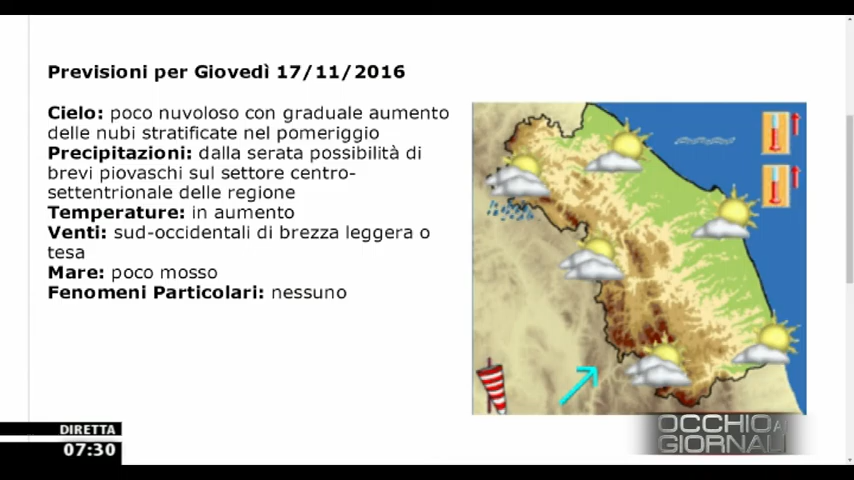 Previsioni per Giovedì 17/11/2016
Cielo: poco nuvoloso con graduale aumento
delle nubi stratificate nel pomeriggio
Precipitazioni: dalla serata possibilità di
brevi piovaschi sul settore centro-
settentrionale delle regione
Temperature: in aumento
Venti: sud-occidentali di brezza leggera o
tesa
Mare: poco mosso
Fenomeni Particolari: nessuno
DIRETTA
07:30
OCCHIO AI
GIORNALI